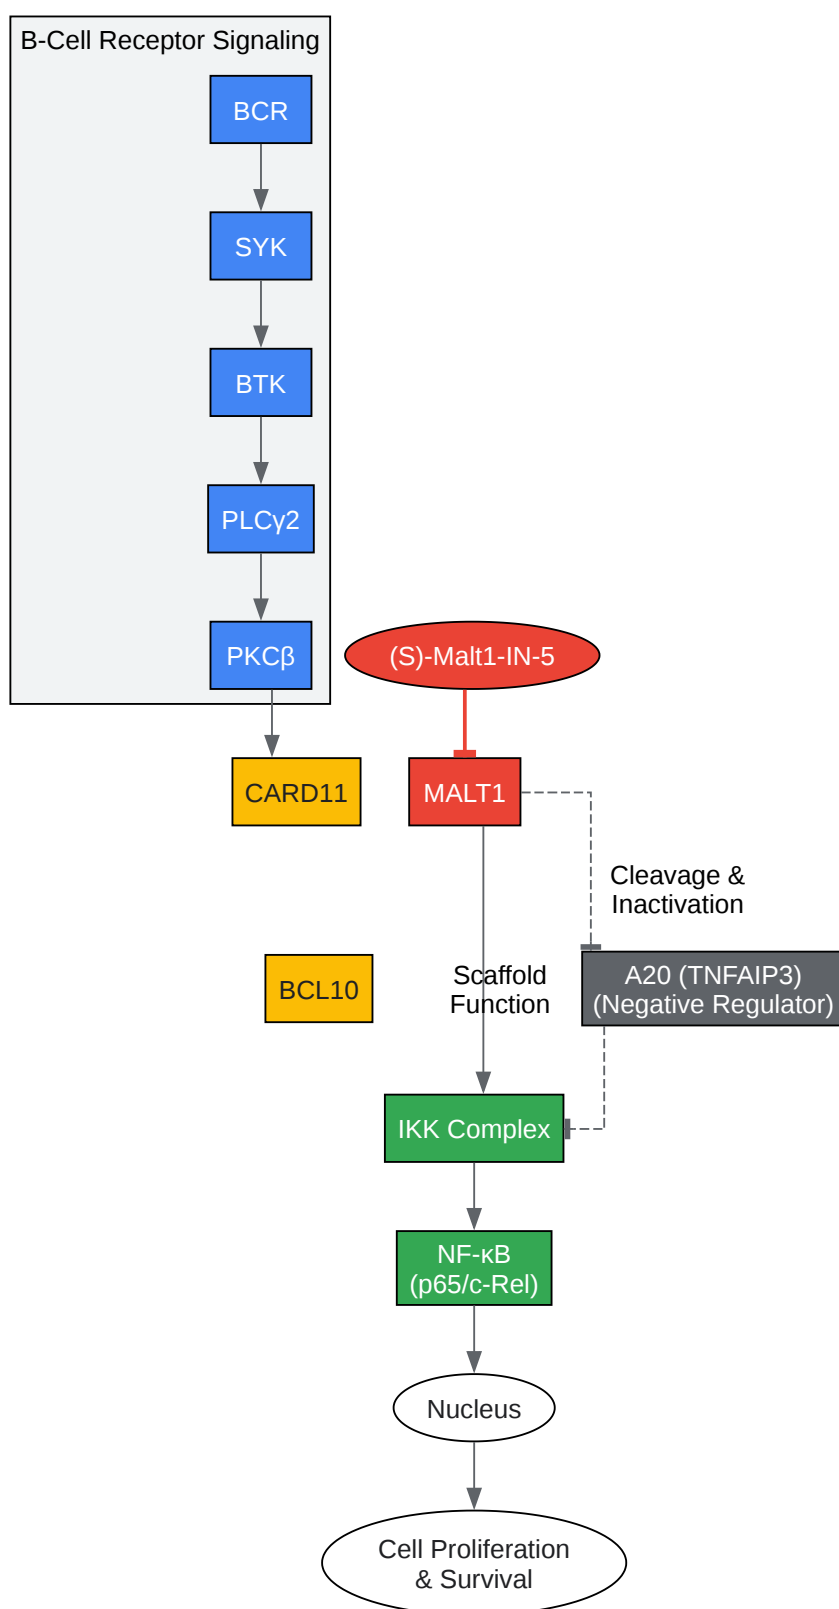 B-Cell Receptor Signaling
BCR
SYK
BTK
PLCγ2
PKCβ
(S)-Malt1-IN-5
CARD11
MALT1
Cleavage &
Inactivation
BCL10
Scaffold
Function
A20 (TNFAIP3)
(Negative Regulator)
IKK Complex
NF-κB
(p65/c-Rel)
Nucleus
Cell Proliferation
& Survival